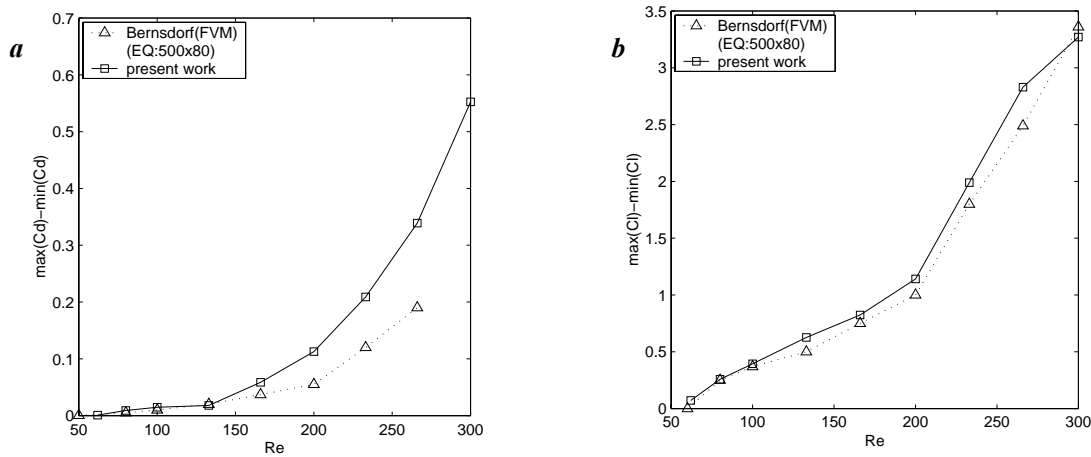 a
Bernsdorf(FVM)
(EQ:500x80)
present work
max(Cd)-min(Cd)
0.7
0.6
0.5
0.4
0.3
0.2
0.1
0
50
100
150
200
250
300
Re
b
Bernsdorf(FVM)
(EQ:500x80)
present work
max(Cl)-min(Cl)
3.5
3
2.5
2
1.5
1
0.5
0
50
100
150
200
250
300
Re